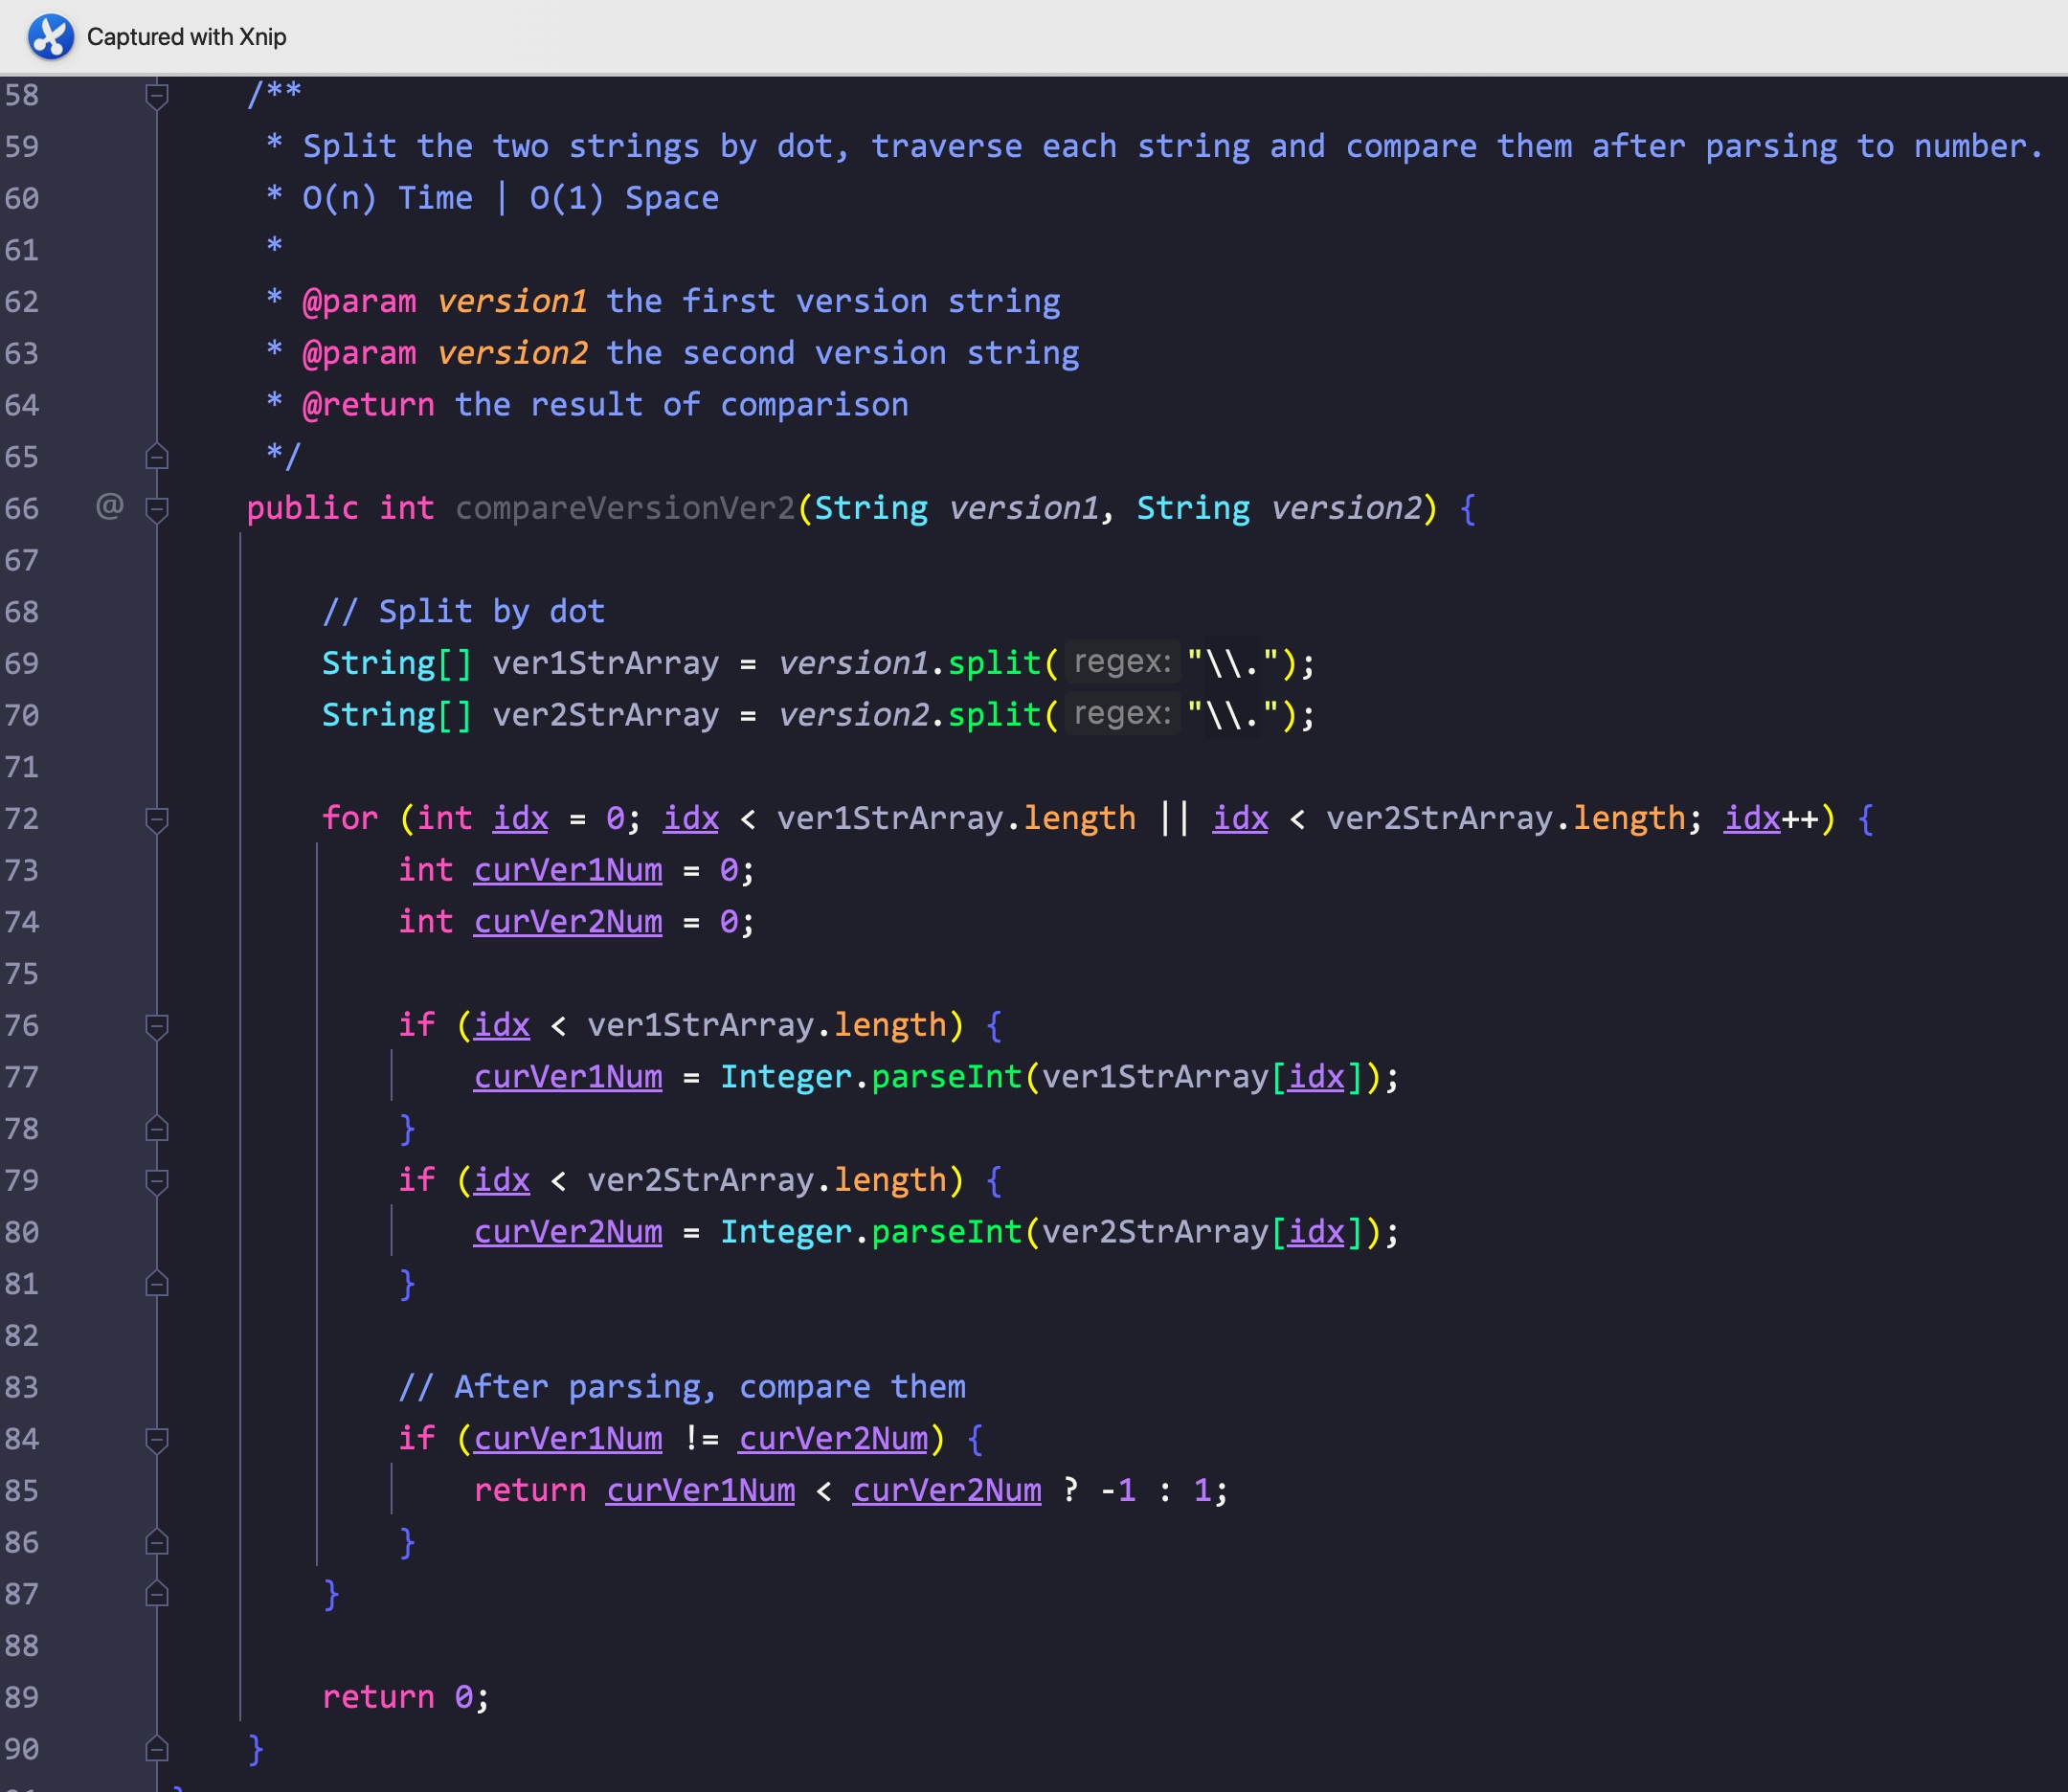 Captured with Xnip
58 /**
59 * Split the two strings by dot, traverse each string and compare them after parsing to number.
60 * O(n) Time | O(1) Space
61 *
62 * @param version1 the first version string
63 * @param version2 the second version string
64 * @return the result of comparison
65 */
66 @ public int compareVersionVer2(String version1, String version2) {
67
68 // Split by dot
69 String[] ver1StrArray = version1.split( regex: "\\.");
70 String[] ver2StrArray = version2.split( regex: "\\.");
71
72 for (int idx = 0; idx < ver1StrArray.length || idx < ver2StrArray.length; idx++) {
73 int curVer1Num = 0;
74 int curVer2Num = 0;
75
76 if (idx < ver1StrArray.length) {
77 curVer1Num = Integer.parseInt(ver1StrArray[idx]);
78 }
79 if (idx < ver2StrArray.length) {
80 curVer2Num = Integer.parseInt(ver2StrArray[idx]);
81 }
82
83 // After parsing, compare them
84 if (curVer1Num != curVer2Num) {
85 return curVer1Num < curVer2Num ? -1 : 1;
86 }
87 }
88
89 return 0;
90 }